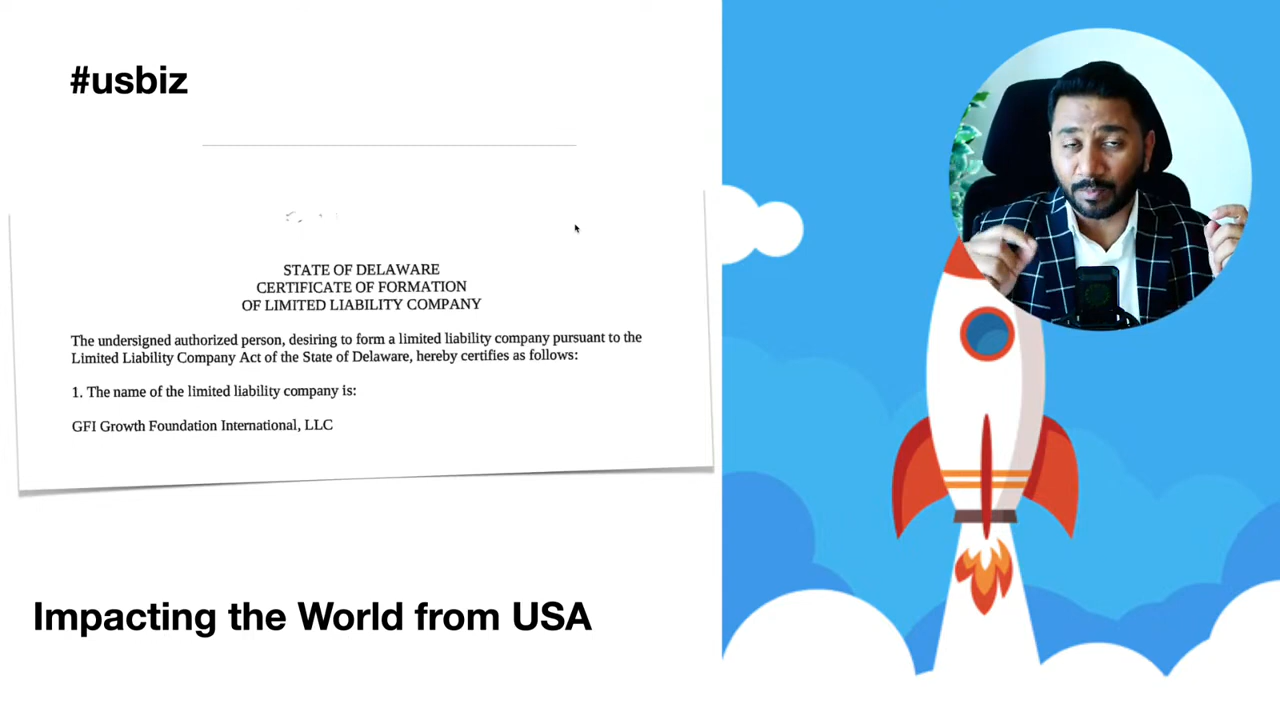 #usbiz
STATE OF DELAWARE
CERTIFICATE OF FORMATION
OF LIMITED LIABILITY COMPANY
The undersigned authorized person, desiring to form a limited liability company pursuant to the
Limited Liability Company Act of the State of Delaware, hereby certifies as follows:
1. The name of the limited liability company is:
GFI Growth Foundation International, LLC
Impacting the World from USA